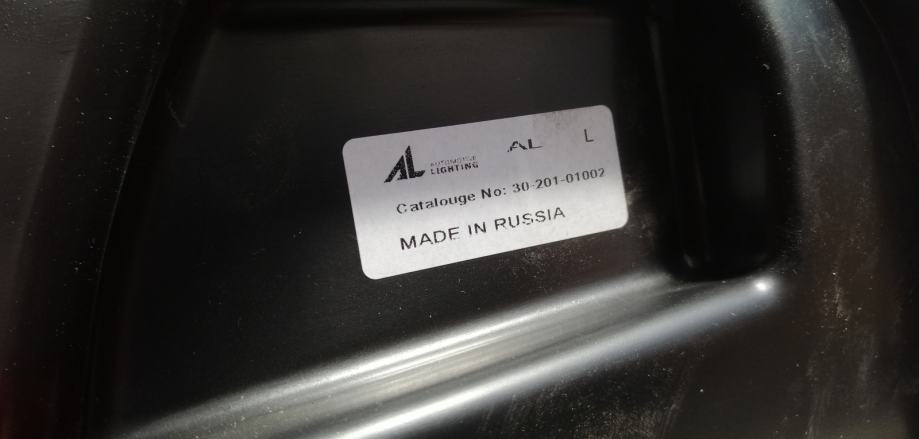 AL AUTOMOTIVE LIGHTING AL L
Catalouge No: 30-201-01002
MADE IN RUSSIA